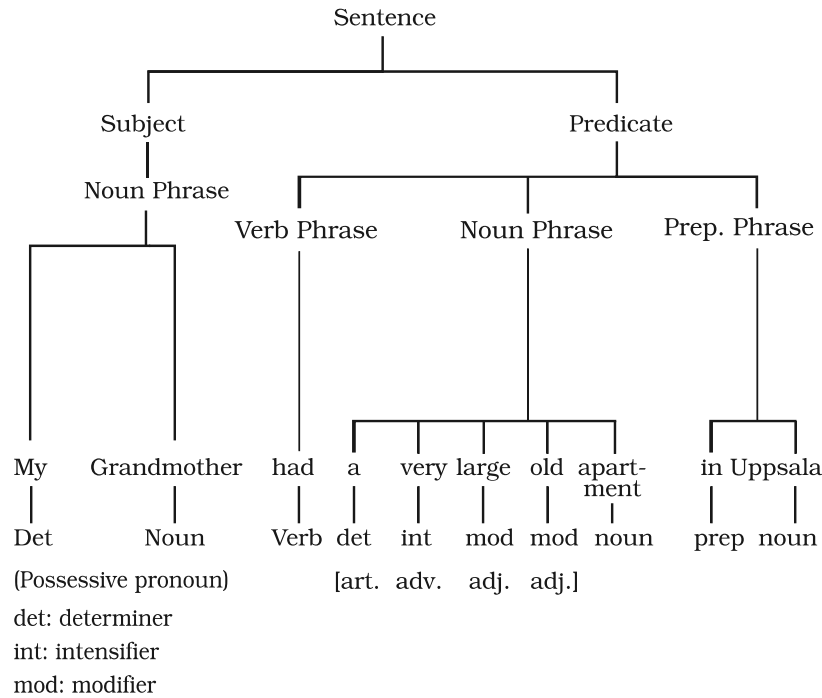 Sentence
Subject Predicate
Noun Phrase
Verb Phrase Noun Phrase Prep. Phrase
My Grandmother had a very large old apart-
ment
in Uppsala
Det Noun Verb det int mod mod noun prep noun
(Possessive pronoun) [art. adv. adj. adj.]
det: determiner
int: intensifier
mod: modifier